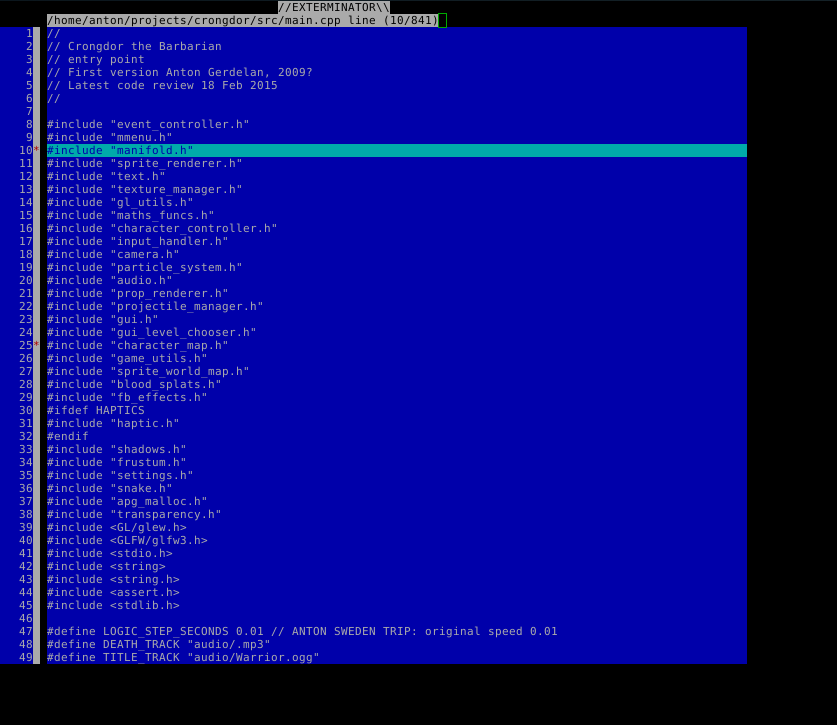 //EXTERMINATOR\\
/home/anton/projects/crongdor/src/main.cpp line (10/841)
1 //
2 // Crongdor the Barbarian
3 // entry point
4 // First version Anton Gerdelan, 2009?
5 // Latest code review 18 Feb 2015
6 //
7
8 #include "event_controller.h"
9 #include "mmenu.h"
10* #include "manifold.h"
11 #include "sprite_renderer.h"
12 #include "text.h"
13 #include "texture_manager.h"
14 #include "gl_utils.h"
15 #include "maths_funcs.h"
16 #include "character_controller.h"
17 #include "input_handler.h"
18 #include "camera.h"
19 #include "particle_system.h"
20 #include "audio.h"
21 #include "prop_renderer.h"
22 #include "projectile_manager.h"
23 #include "gui.h"
24 #include "gui_level_chooser.h"
25* #include "character_map.h"
26 #include "game_utils.h"
27 #include "sprite_world_map.h"
28 #include "blood_splats.h"
29 #include "fb_effects.h"
30 #ifdef HAPTICS
31 #include "haptic.h"
32 #endif
33 #include "shadows.h"
34 #include "frustum.h"
35 #include "settings.h"
36 #include "snake.h"
37 #include "apg_malloc.h"
38 #include "transparency.h"
39 #include <GL/glew.h>
40 #include <GLFW/glfw3.h>
41 #include <stdio.h>
42 #include <string>
43 #include <string.h>
44 #include <assert.h>
45 #include <stdlib.h>
46
47 #define LOGIC_STEP_SECONDS 0.01 // ANTON SWEDEN TRIP: original speed 0.01
48 #define DEATH_TRACK "audio/.mp3"
49 #define TITLE_TRACK "audio/Warrior.ogg"